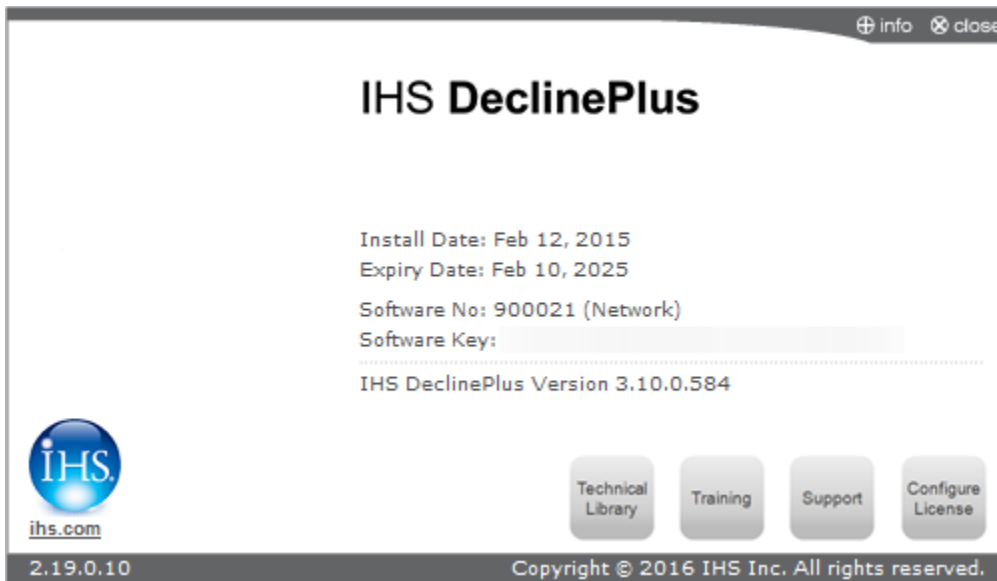 info close
IHS DeclinePlus
Install Date: Feb 12, 2015
Expiry Date: Feb 10, 2025
Software No: 900021 (Network)
Software Key:
IHS DeclinePlus Version 3.10.0.584
IHS
ihs.com
Technical
Library
Training
Support
Configure
License
2.19.0.10 Copyright © 2016 IHS Inc. All rights reserved.